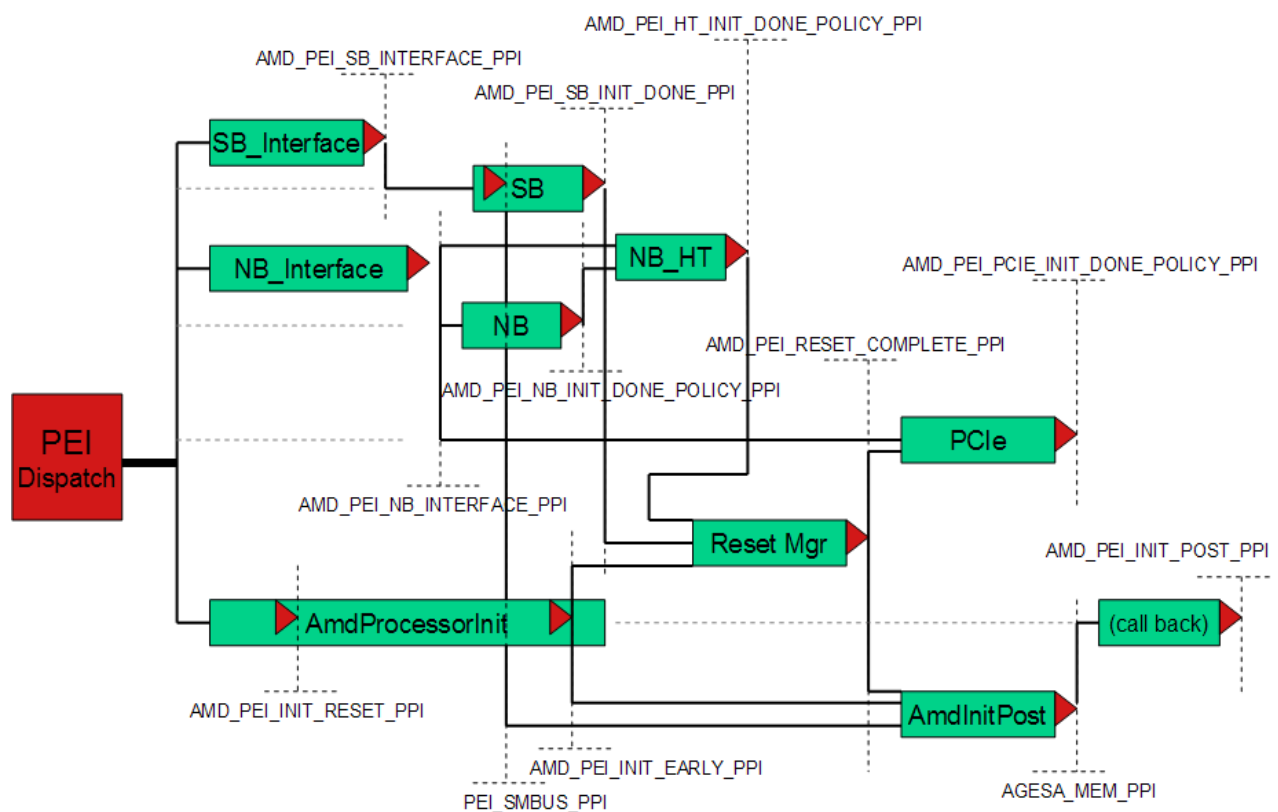 AMD_PEI_HT_INIT_DONE_POLICY_PPI
AMD_PEI_SB_INTERFACE_PPI
AMD_PEI_SB_INIT_DONE_PPI
SB_Interface
SB
NB_Interface
NB_HT
AMD_PEI_PCIE_INIT_DONE_POLICY_PPI
NB
AMD_PEI_RESET_COMPLETE_PPI
AMD_PEI_NB_INIT_DONE_POLICY_PPI
PEI
Dispatch
PCIe
AMD_PEI_NB_INTERFACE_PPI
Reset Mgr
AMD_PEI_INIT_POST_PPI
AmdProcessorInit
(call back)
AMD_PEI_INIT_RESET_PPI
AmdInitPost
AMD_PEI_INIT_EARLY_PPI
AGESA_MEM_PPI
PEI_SMBUS_PPI